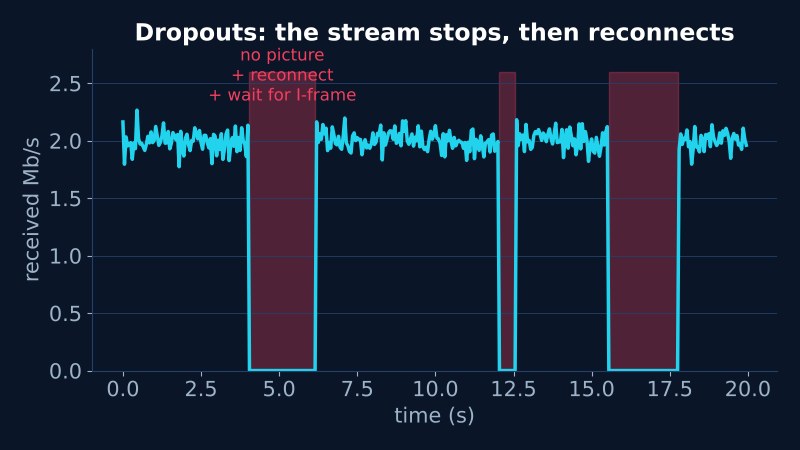 Dropouts: the stream stops, then reconnects
no picture
+ reconnect
+ wait for I-frame
2.5
2.0
1.5
1.0
0.5
0.0
received Mb/s
0.0 2.5 5.0 7.5 10.0 12.5 15.0 17.5 20.0
time (s)